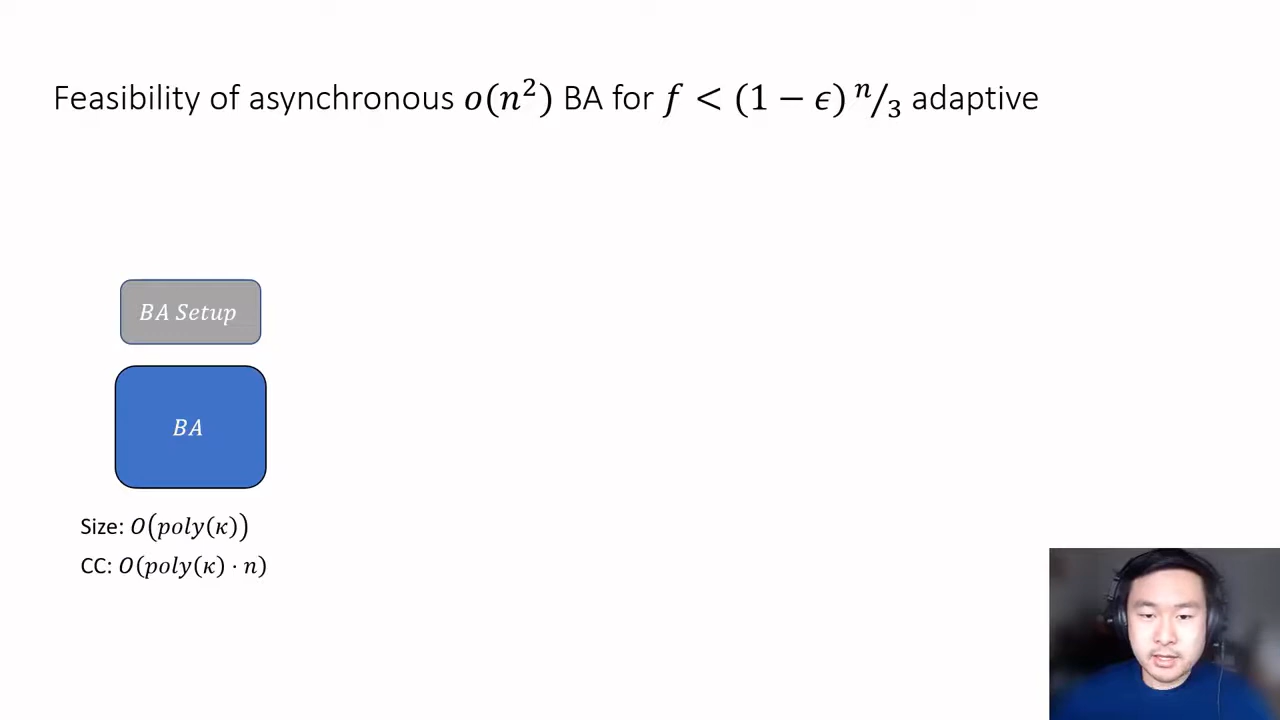 Feasibility of asynchronous o(n²) BA for f < (1 − ϵ) n/3 adaptive
BA Setup
BA
Size: O(poly(κ))
CC: O(poly(κ) · n)